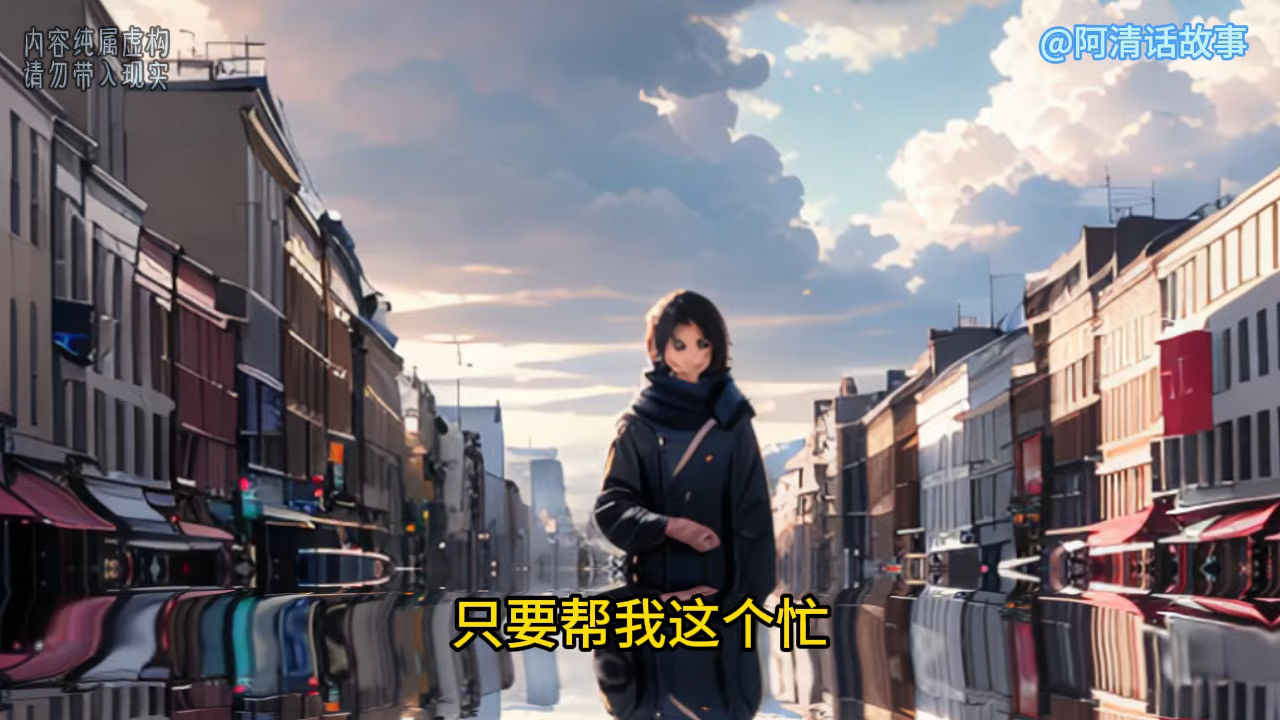 内容纯属虚构
请勿带入现实
@阿清话故事
只要帮我这个忙